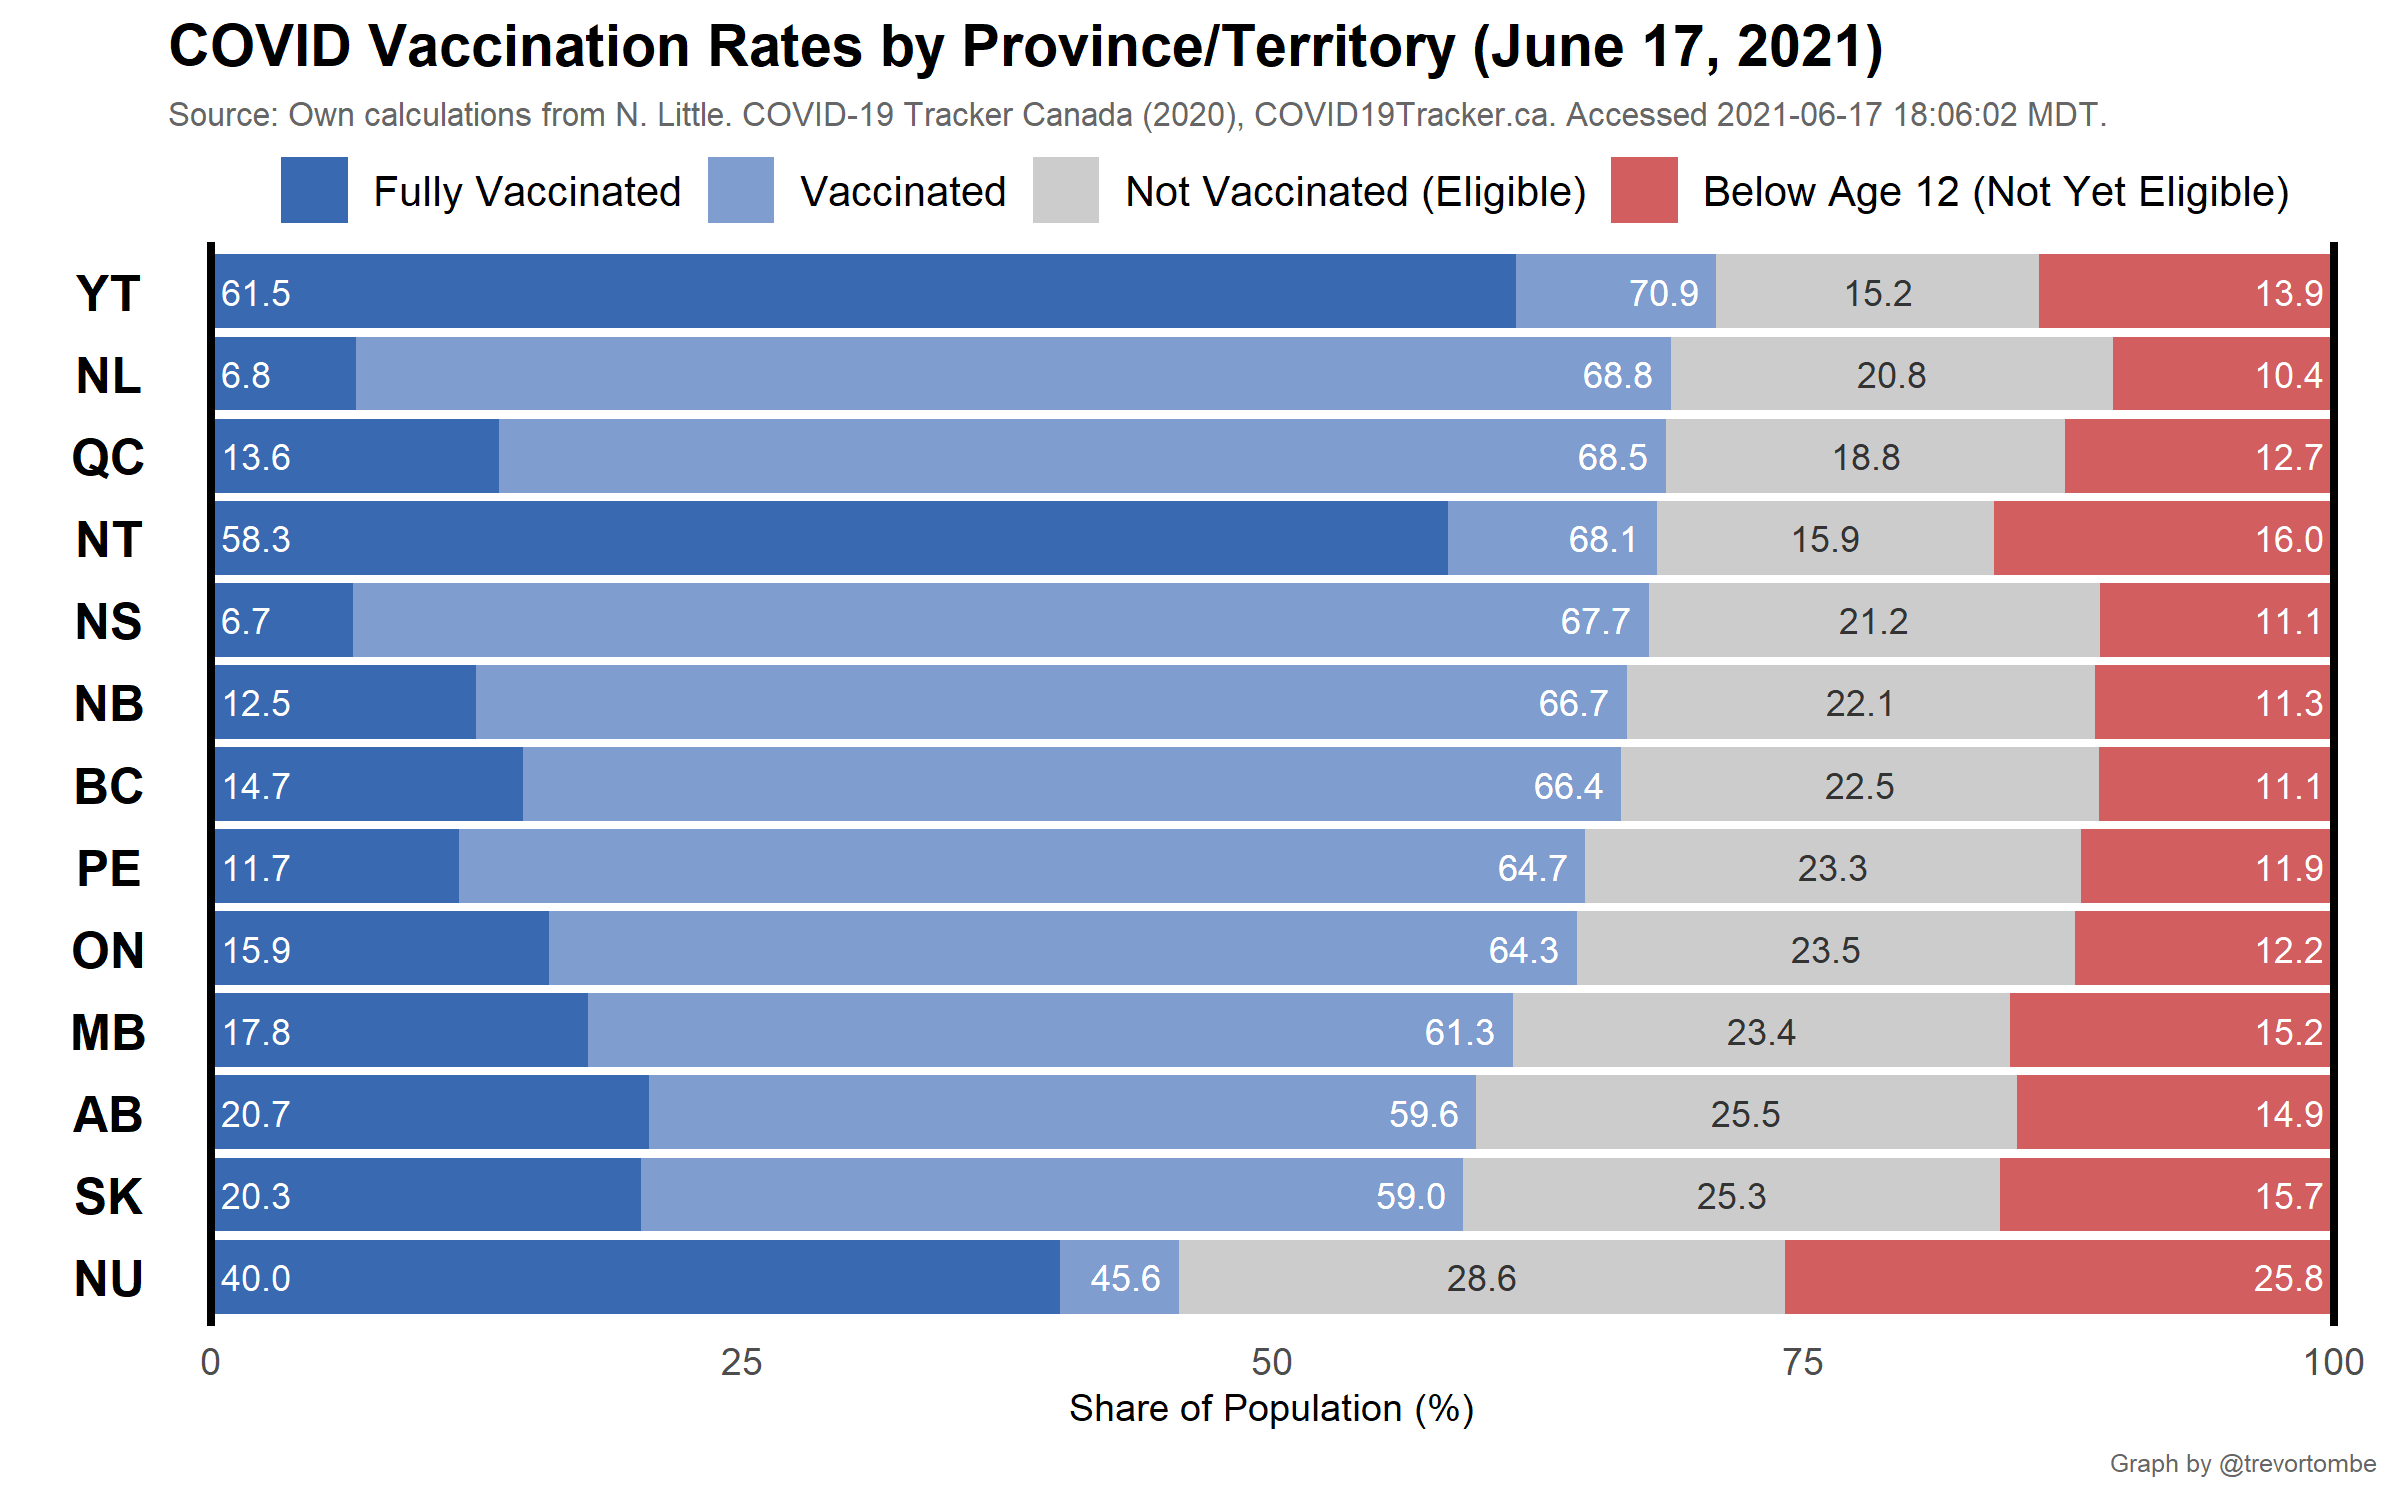 COVID Vaccination Rates by Province/Territory (June 17, 2021)
Source: Own calculations from N. Little. COVID-19 Tracker Canada (2020), COVID19Tracker.ca. Accessed 2021-06-17 18:06:02 MDT.
Fully Vaccinated Vaccinated Not Vaccinated (Eligible) Below Age 12 (Not Yet Eligible)
YT 61.5 70.9 15.2 13.9
NL 6.8 68.8 20.8 10.4
QC 13.6 68.5 18.8 12.7
NT 58.3 68.1 15.9 16.0
NS 6.7 67.7 21.2 11.1
NB 12.5 66.7 22.1 11.3
BC 14.7 66.4 22.5 11.1
PE 11.7 64.7 23.3 11.9
ON 15.9 64.3 23.5 12.2
MB 17.8 61.3 23.4 15.2
AB 20.7 59.6 25.5 14.9
SK 20.3 59.0 25.3 15.7
NU 40.0 45.6 28.6 25.8
0 25 50 75 100
Share of Population (%)
Graph by @trevortombe